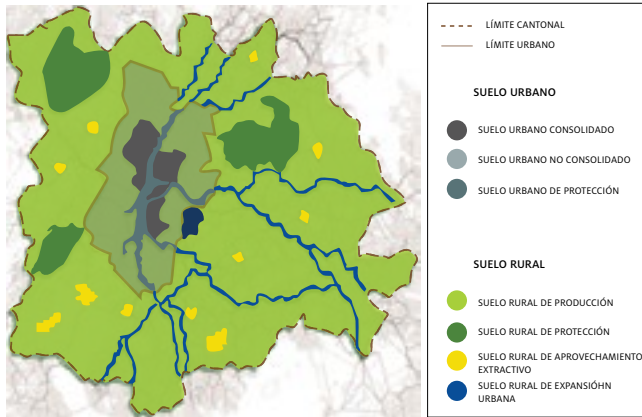 LÍMITE CANTONAL
LÍMITE URBANO
SUELO URBANO
SUELO URBANO CONSOLIDADO
SUELO URBANO NO CONSOLIDADO
SUELO URBANO DE PROTECCIÓN
SUELO RURAL
SUELO RURAL DE PRODUCCIÓN
SUELO RURAL DE PROTECCIÓN
SUELO RURAL DE APROVECHAMIENTO
EXTRACTIVO
SUELO RURAL DE EXPANSIÓHN
URBANA